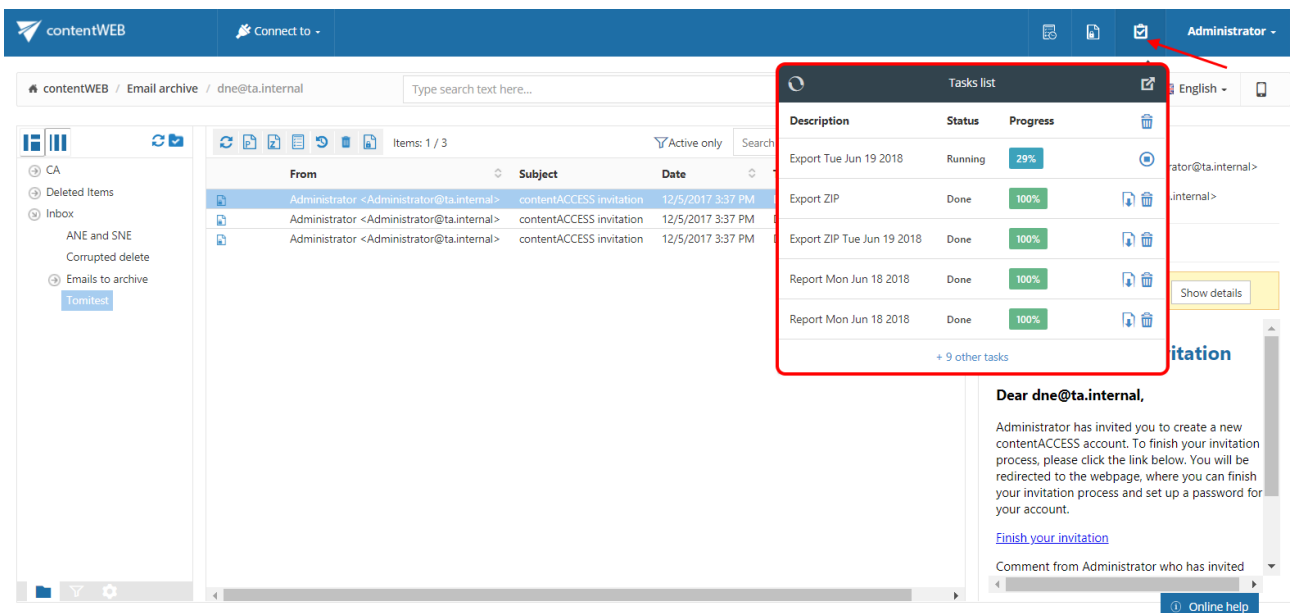 contentWEB
Connect to
Administrator
contentWEB / Email archive / dne@ta.internal
Type search text here...
English
Tasks list
Description Status Progress
Export Tue Jun 19 2018 Running 29%
Export ZIP Done 100%
Export ZIP Tue Jun 19 2018 Done 100%
Report Mon Jun 18 2018 Done 100%
Report Mon Jun 18 2018 Done 100%
+ 9 other tasks
CA
Deleted Items
Inbox
ANE and SNE
Corrupted delete
Emails to archive
Tomitest
Items: 1 / 3
Active only
Search
From Subject Date
Administrator <Administrator@ta.internal> contentACCESS invitation 12/5/2017 3:37 PM
Administrator <Administrator@ta.internal> contentACCESS invitation 12/5/2017 3:37 PM
Administrator <Administrator@ta.internal> contentACCESS invitation 12/5/2017 3:37 PM
rator@ta.internal>
.internal>
Show details
itation
Dear dne@ta.internal,
Administrator has invited you to create a new
contentACCESS account. To finish your invitation
process, please click the link below. You will be
redirected to the webpage, where you can finish
your invitation process and set up a password for
your account.
Finish your invitation
Comment from Administrator who has invited
Online help